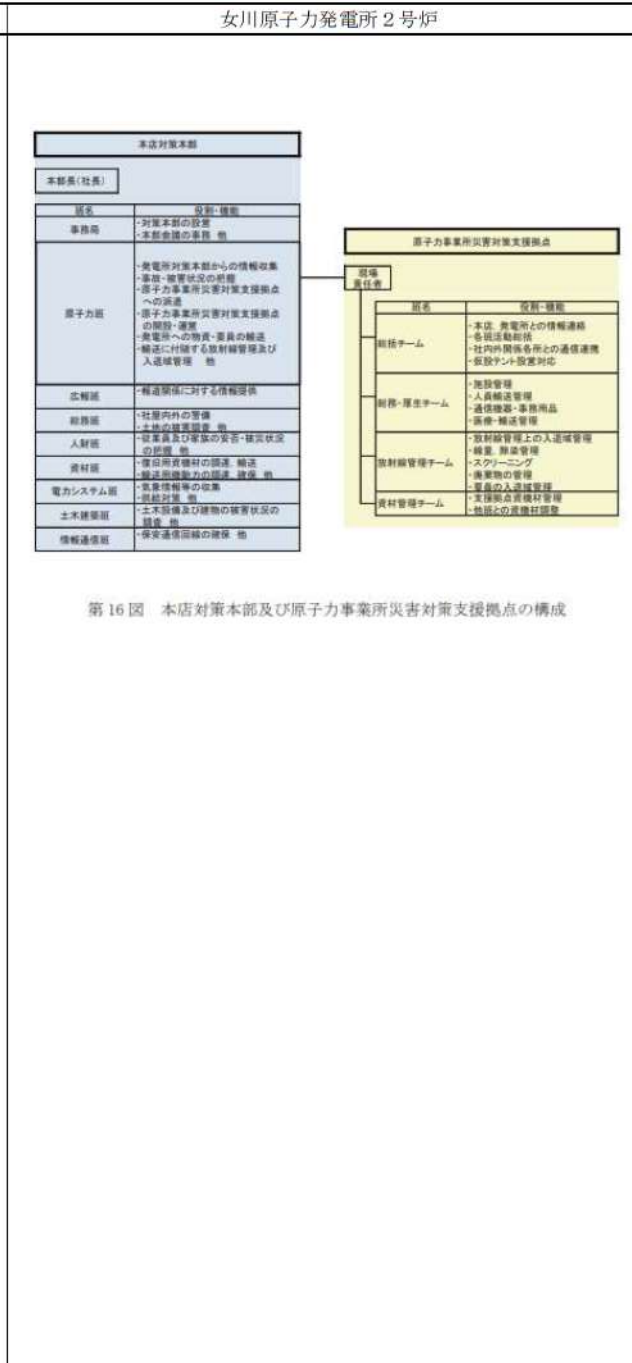 女川原子力発電所2号炉
本店対策本部
本部長(社長)
班名 役割・機能
事務局
・対策本部の設営
・本部会議の事務 他
原子力班
・発電所対策本部からの情報収集
・事故・被害状況の把握
・原子力事業所災害対策支援拠点
への派遣
・原子力事業所災害対策支援拠点
の開設・運営
・発電所への物資・要員の輸送
・輸送に付随する放射線管理及び
入退域管理 他
広報班
・報道関係に対する情報提供
総務班
・社屋内外の警備
・土地の被害調査 他
人財班
・従業員及び家族の安否・被災状況
の把握 他
資材班
・復旧用資機材の調達、輸送
・輸送用機動力の調達、確保 他
電力システム班
・気象情報等の収集
・供給対策 他
土木建築班
・土木設備及び建物の被害状況の
調査 他
情報通信班
・保安通信回線の確保 他
原子力事業所災害対策支援拠点
現場
責任者
班名 役割・機能
総括チーム
・本店、発電所との情報連絡
・各班活動総括
・社内外関係各所との通信連携
・仮設テント設営対応
総務・厚生チーム
・施設管理
・人員輸送管理
・通信機器・事務用品
・医療・輸送管理
放射線管理チーム
・放射線管理上の入退域管理
・線量、除染管理
・スクリーニング
・廃棄物の管理
・要員の入退域管理
資材管理チーム
・支援拠点資機材管理
・他班との資機材調整
第16図 本店対策本部及び原子力事業所災害対策支援拠点の構成